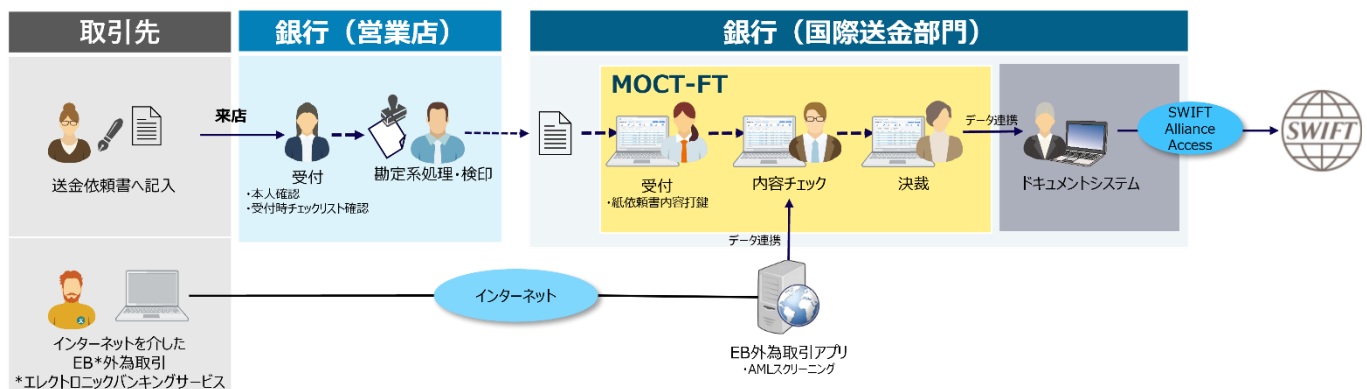 取引先
銀行（営業店）
銀行（国際送金部門）
送金依頼書へ記入
来店
受付
・本人確認
・受付時チェックリスト確認
勘定系処理・検印
MOCT-FT
受付
・紙依頼書内容打鍵
内容チェック
決裁
データ連携
ドキュメントシステム
SWIFT
Alliance
Access
SWIFT
インターネットを介した
EB*外為取引
*エレクトロニックバンキングサービス
インターネット
データ連携
EB外為取引アプリ
・AMLスクリーニング